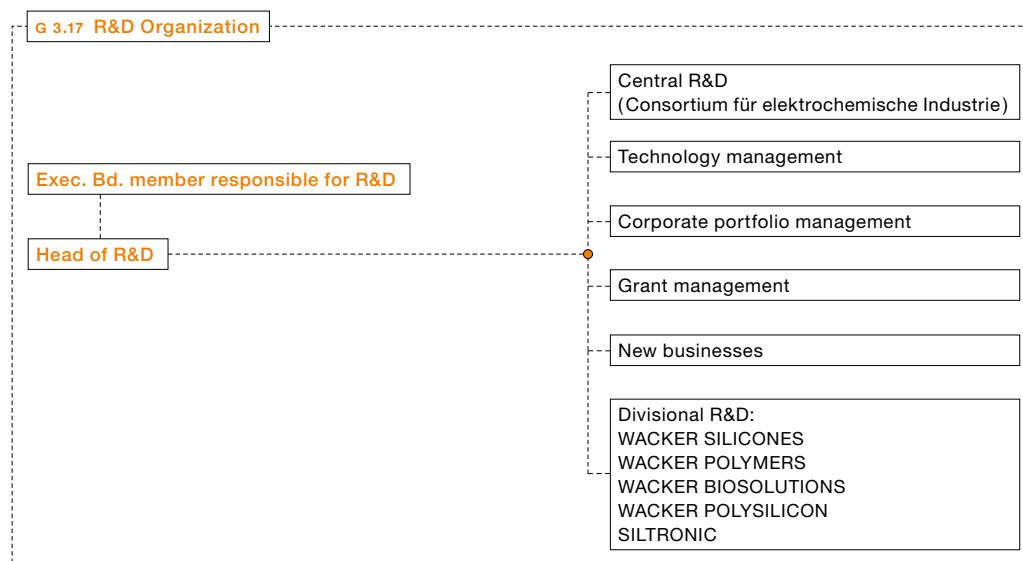 G 3.17 R&D Organization
Exec. Bd. member responsible for R&D
Head of R&D
Central R&D
(Consortium für elektrochemische Industrie)
Technology management
Corporate portfolio management
Grant management
New businesses
Divisional R&D:
WACKER SILICONES
WACKER POLYMERS
WACKER BIOSOLUTIONS
WACKER POLYSILICON
SILTRONIC